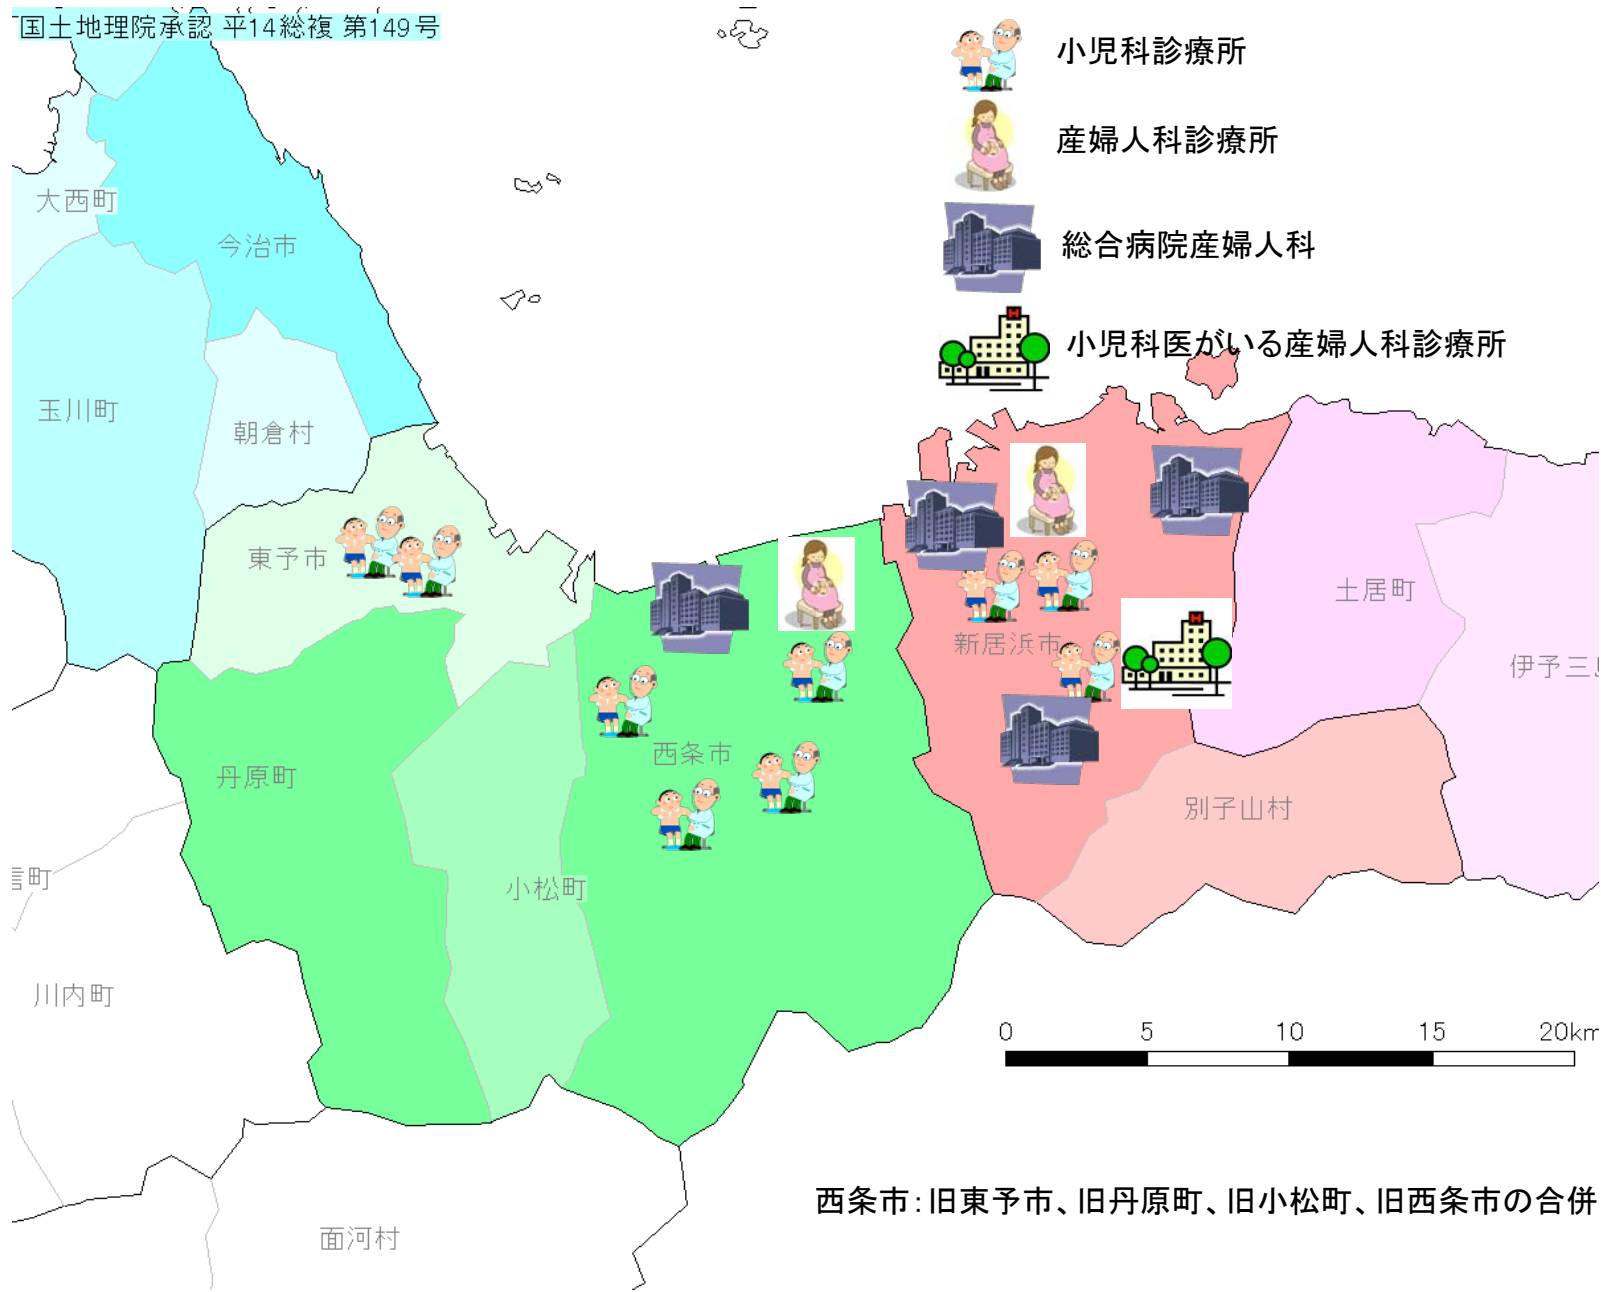 国土地理院承認 平14総複 第149号
小児科診療所
産婦人科診療所
総合病院産婦人科
小児科医がいる産婦人科診療所
大西町
今治市
玉川町
朝倉村
東予市
土居町
新居浜市
伊予三
西条市
丹原町
別子山村
小松町
川内町
0 5 10 15 20km
西条市：旧東予市、旧丹原町、旧小松町、旧西条市の合併
面河村